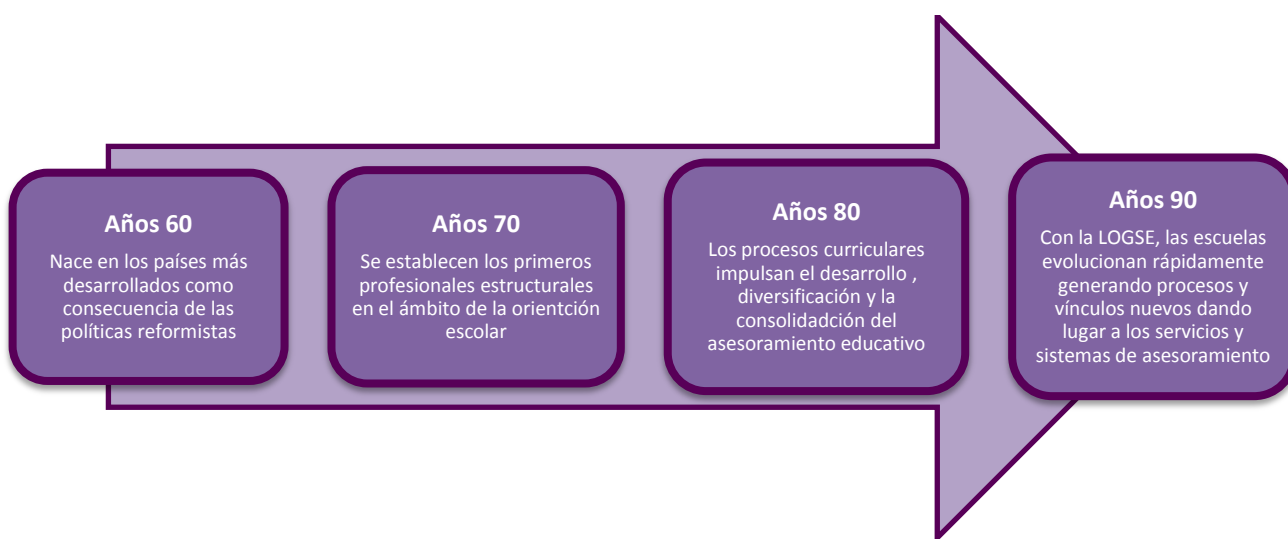 Años 60
Nace en los países más
desarrollados como
consecuencia de las
políticas reformistas
Años 70
Se establecen los primeros
profesionales estructurales
en el ámbito de la orientción
escolar
Años 80
Los procesos curriculares
impulsan el desarrollo ,
diversificación y la
consolidadción del
asesoramiento educativo
Años 90
Con la LOGSE, las escuelas
evolucionan rápidamente
generando procesos y
vínculos nuevos dando
lugar a los servicios y
sistemas de asesoramiento